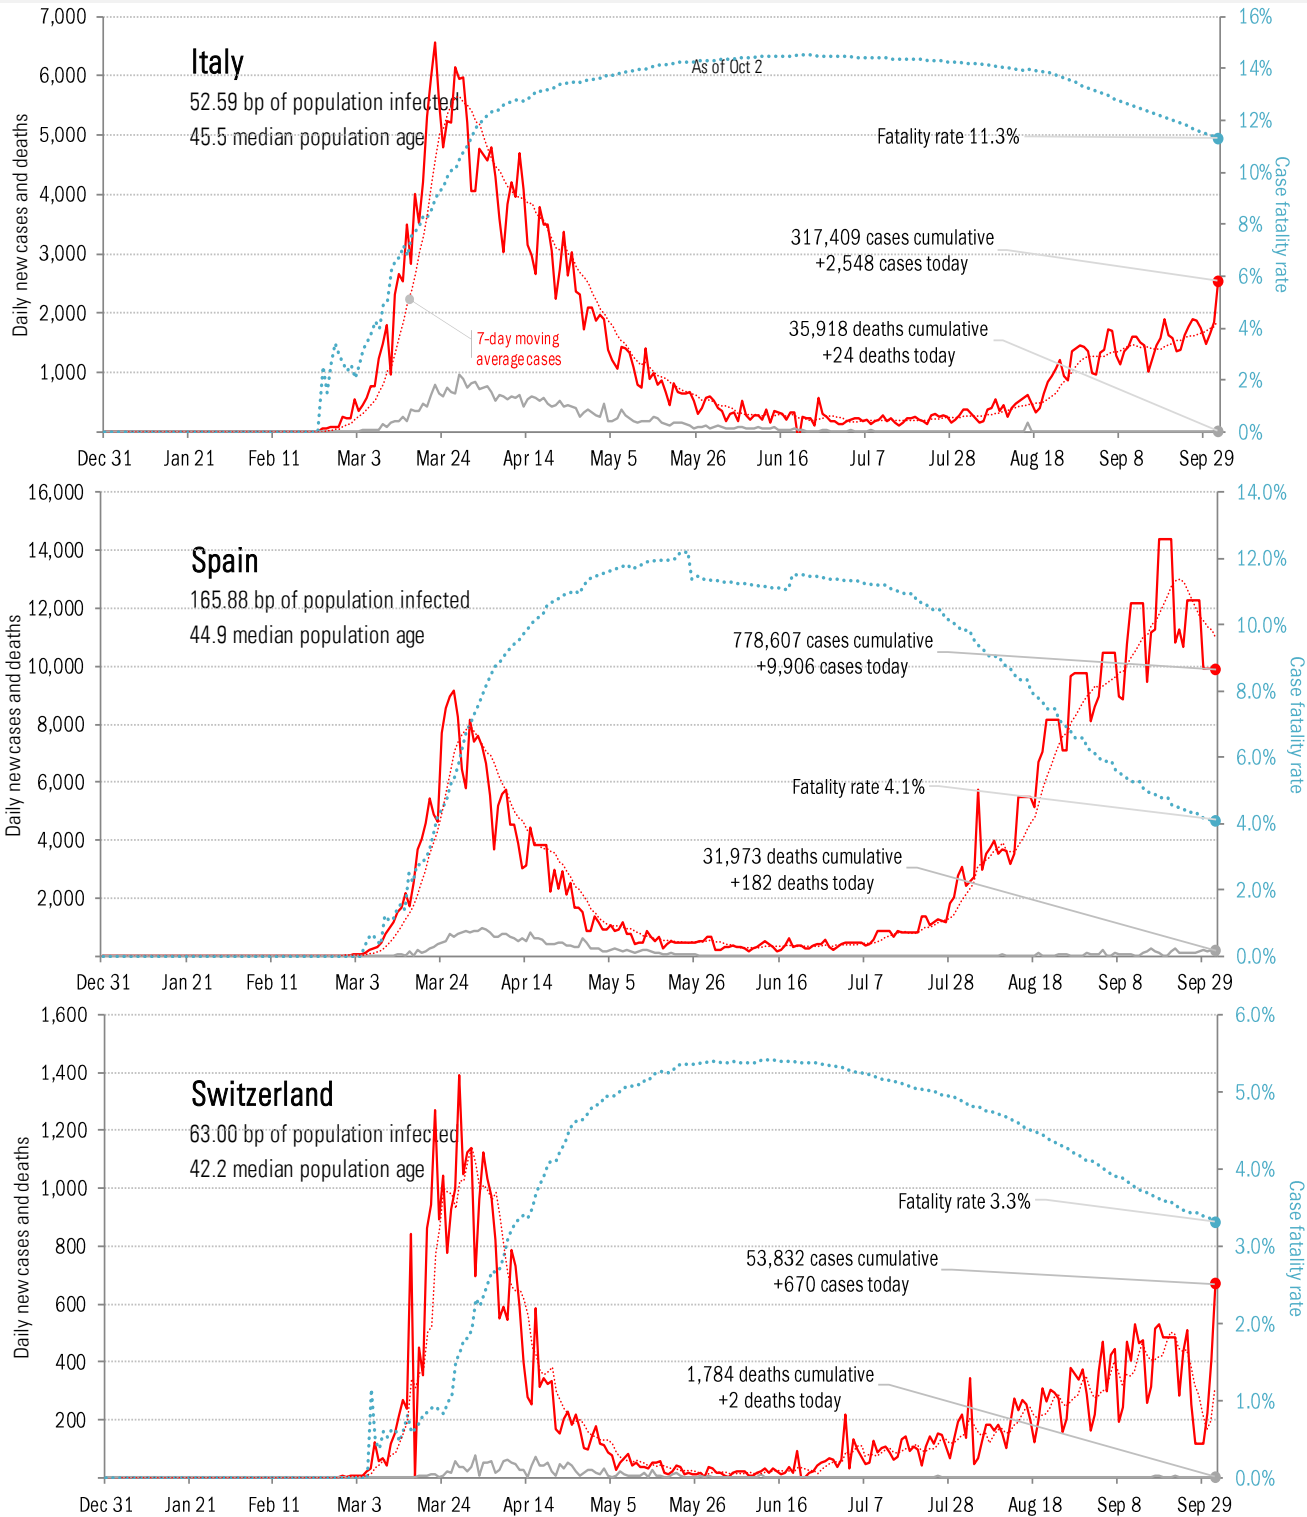 7,000
6,000
5,000
4,000
3,000
2,000
1,000
Daily new cases and deaths
Italy
52.59 bp of population infected
45.5 median population age
As of Oct 2
Fatality rate 11.3%
317,409 cases cumulative
+2,548 cases today
35,918 deaths cumulative
+24 deaths today
7-day moving
average cases
16%
14%
12%
10%
8%
6%
4%
2%
0%
Case fatality rate
Dec 31 Jan 21 Feb 11 Mar 3 Mar 24 Apr 14 May 5 May 26 Jun 16 Jul 7 Jul 28 Aug 18 Sep 8 Sep 29
16,000
14,000
12,000
10,000
8,000
6,000
4,000
2,000
Daily new cases and deaths
Spain
165.88 bp of population infected
44.9 median population age
778,607 cases cumulative
+9,906 cases today
Fatality rate 4.1%
31,973 deaths cumulative
+182 deaths today
14.0%
12.0%
10.0%
8.0%
6.0%
4.0%
2.0%
0.0%
Case fatality rate
Dec 31 Jan 21 Feb 11 Mar 3 Mar 24 Apr 14 May 5 May 26 Jun 16 Jul 7 Jul 28 Aug 18 Sep 8 Sep 29
1,600
1,400
1,200
1,000
800
600
400
200
Daily new cases and deaths
Switzerland
63.00 bp of population infected
42.2 median population age
Fatality rate 3.3%
53,832 cases cumulative
+670 cases today
1,784 deaths cumulative
+2 deaths today
6.0%
5.0%
4.0%
3.0%
2.0%
1.0%
0.0%
Case fatality rate
Dec 31 Jan 21 Feb 11 Mar 3 Mar 24 Apr 14 May 5 May 26 Jun 16 Jul 7 Jul 28 Aug 18 Sep 8 Sep 29